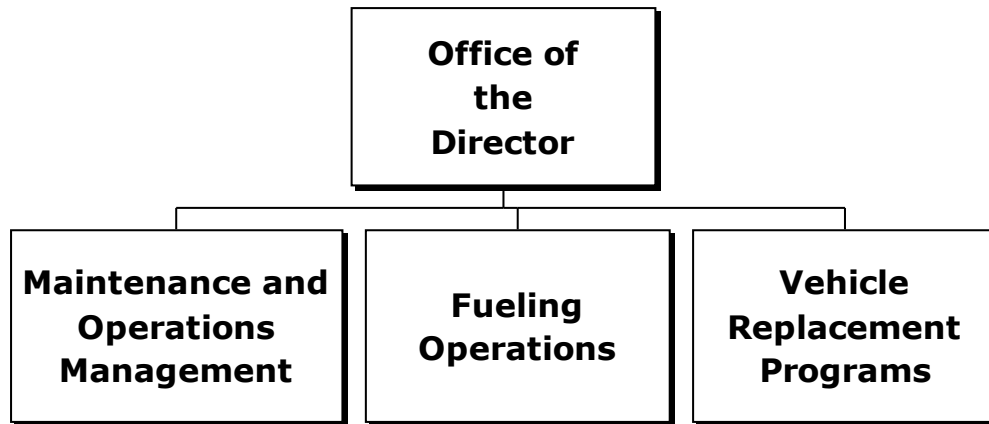 Office of
the
Director
Maintenance and
Operations
Management
Fueling
Operations
Vehicle
Replacement
Programs